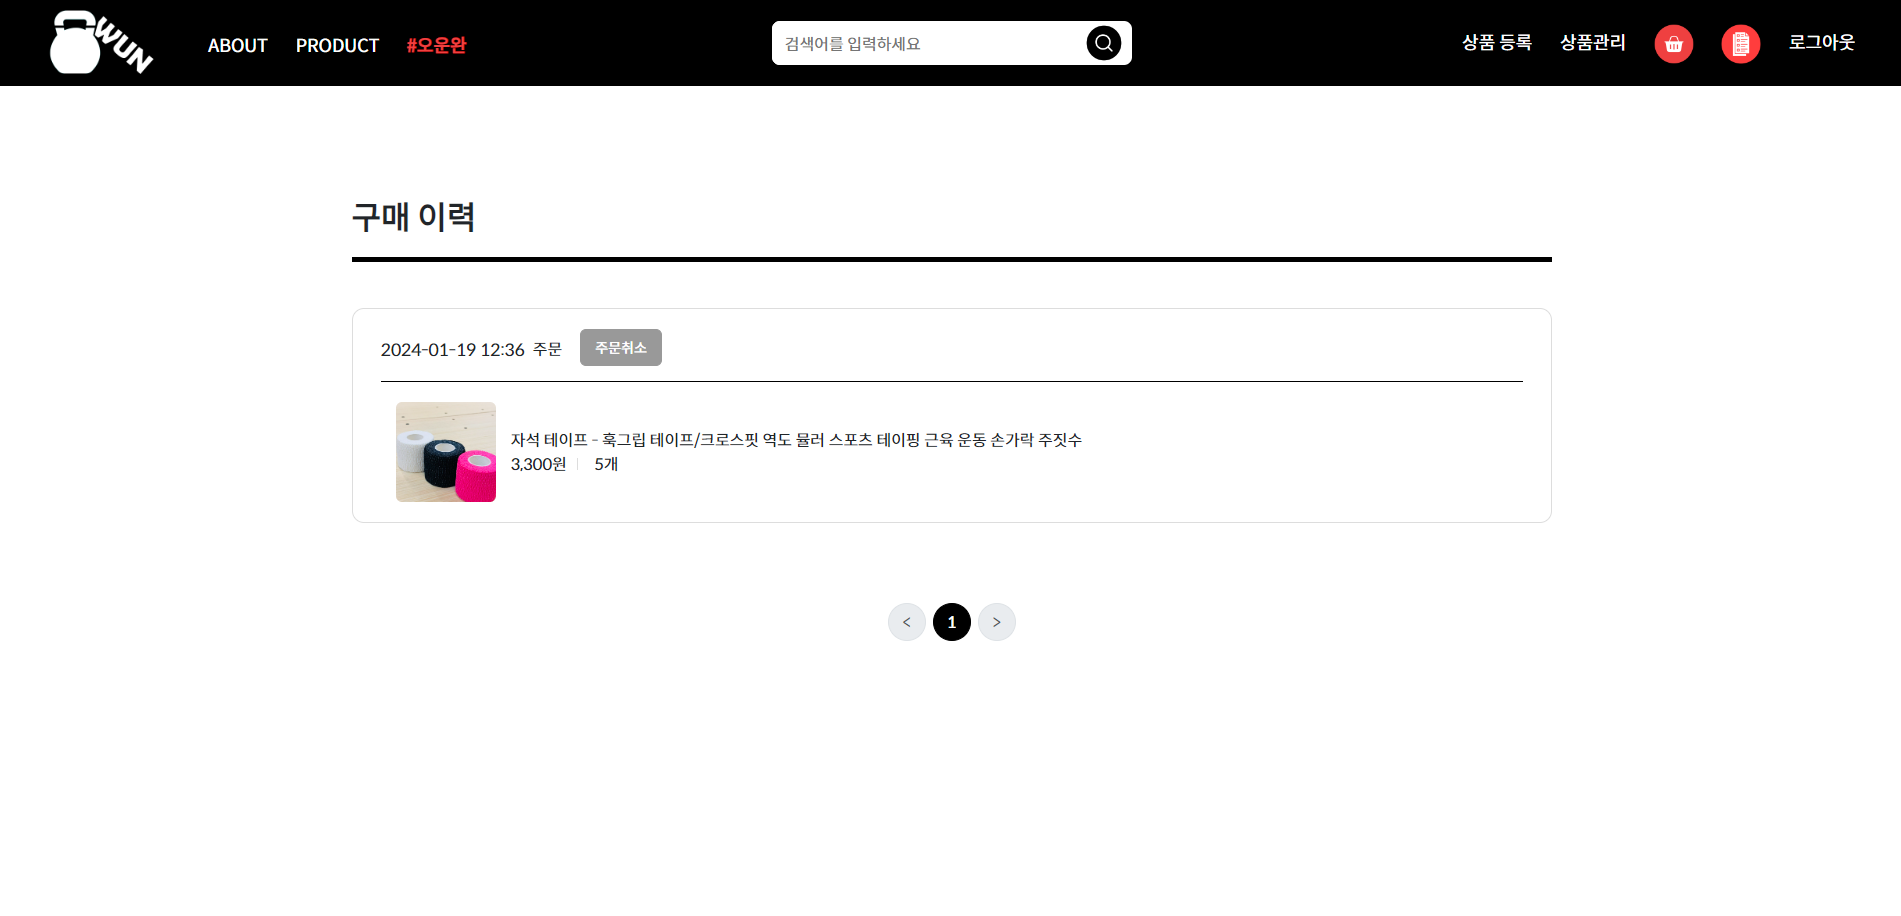 WUN
ABOUT PRODUCT #오운완
검색어를 입력하세요
상품 등록 상품관리 로그아웃
구매 이력
2024-01-19 12:36 주문 주문취소
자석 테이프 - 훅그립 테이프/크로스핏 역도 뮬러 스포츠 테이핑 근육 운동 손가락 주짓수
3,300원 5개
< 1 >